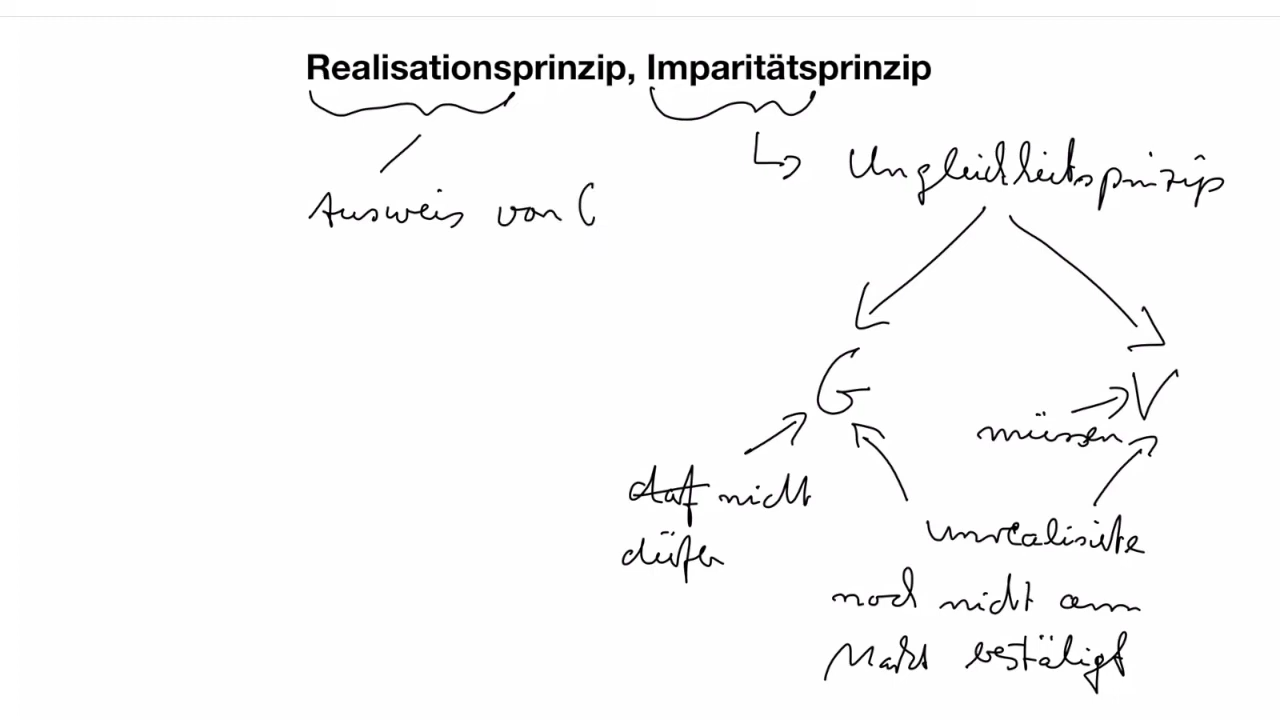 Realisationsprinzip, Imparitätsprinzip
Ungleichheitsprinzip
Ausweis von (
G
V
müssen
darf nicht
dürfen
unrealisierte
noch nicht am
Markt bestätigt